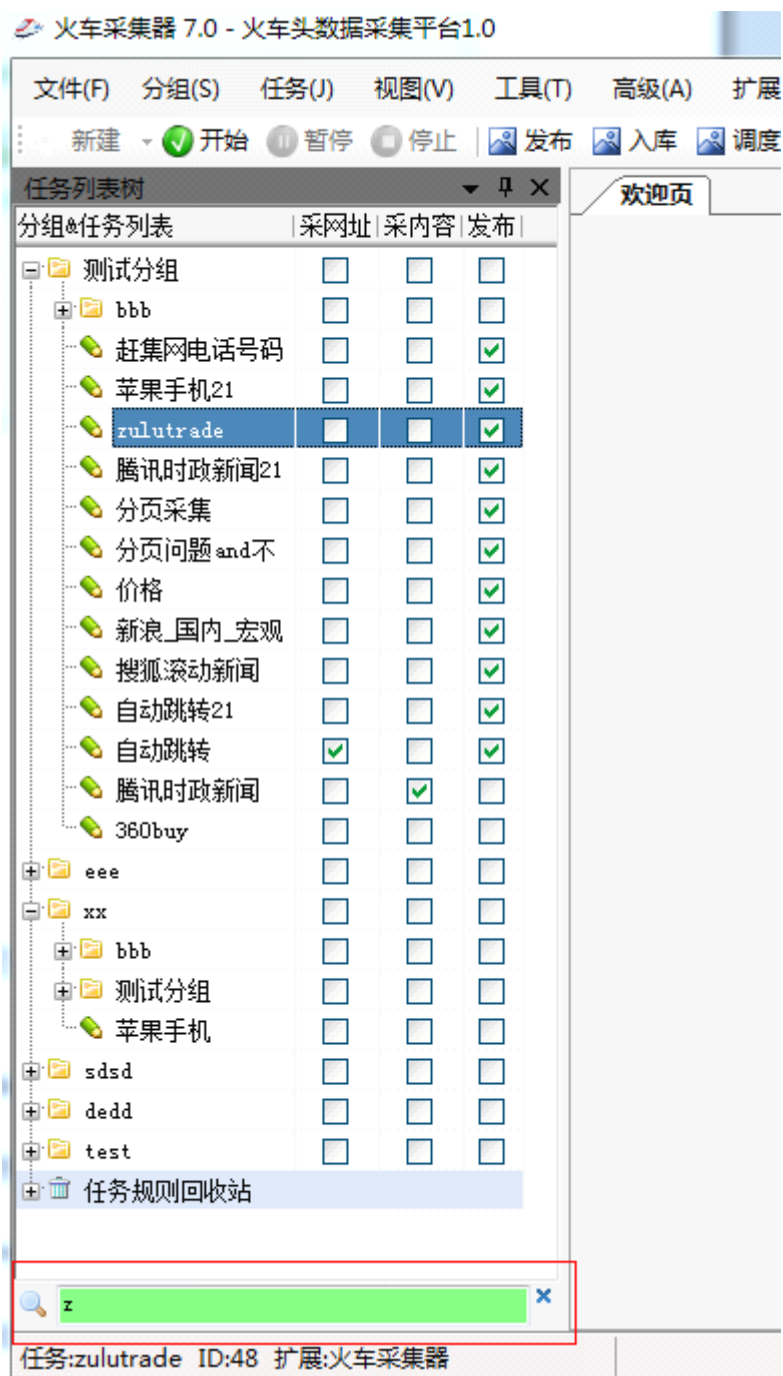 火车采集器 7.0 - 火车头数据采集平台1.0
文件(F) 分组(S) 任务(J) 视图(V) 工具(T) 高级(A) 扩展
新建 开始 暂停 停止 发布 入库 调度
任务列表树
欢迎页
分组&任务列表 采网址 采内容 发布
测试分组
bbb
赶集网电话号码
苹果手机21
zulutrade
腾讯时政新闻21
分页采集
分页问题and不
价格
新浪_国内_宏观
搜狐滚动新闻
自动跳转21
自动跳转
腾讯时政新闻
360buy
eee
xx
bbb
测试分组
苹果手机
sdsd
dedd
test
任务规则回收站
z
任务:zulutrade ID:48 扩展:火车采集器